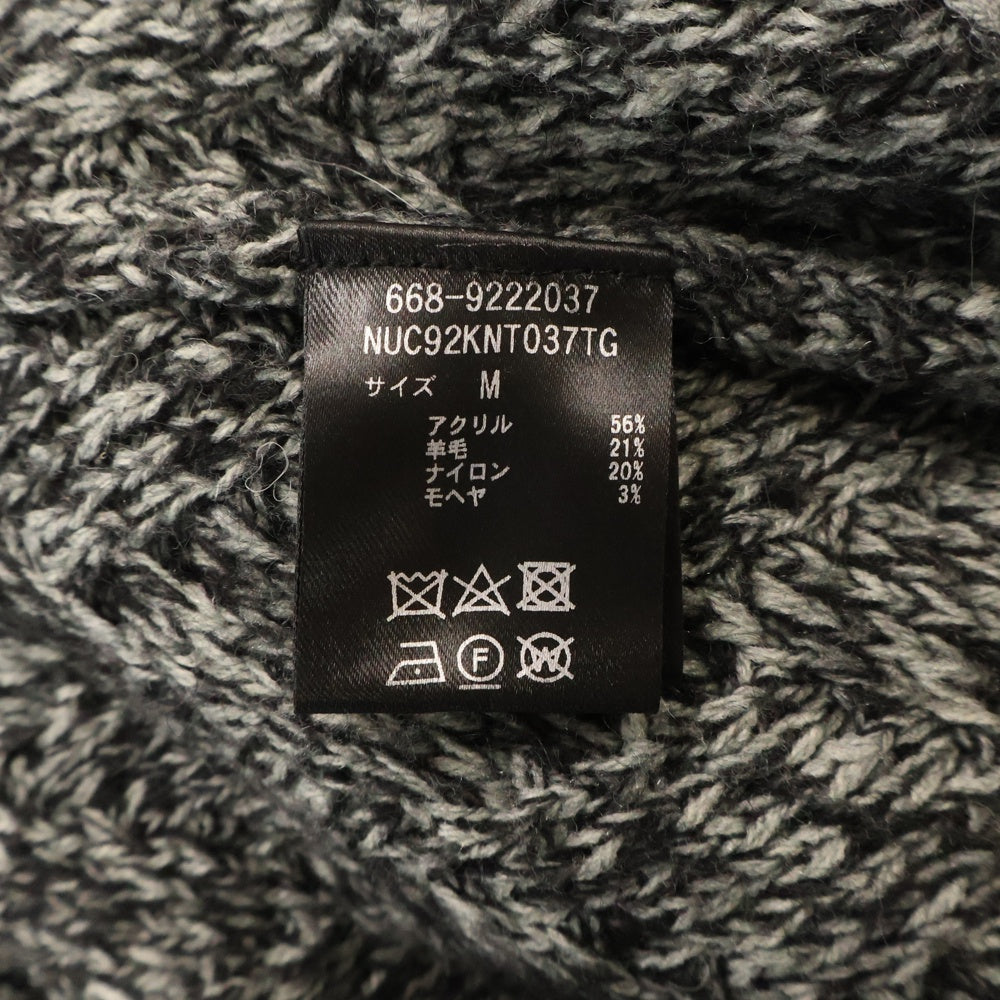 668-9222037
NUC92KNT037TG
サイズ M
アクリル 56%
羊毛 21%
ナイロン 20%
モヘヤ 3%
F W